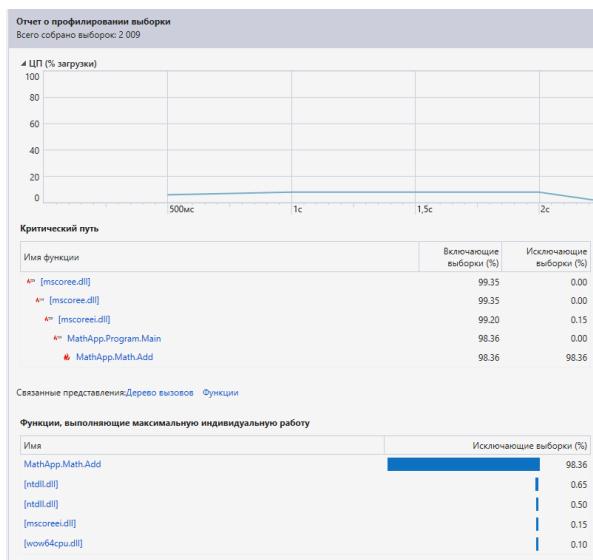 Отчет о профилировании выборки
Всего собрано выборок: 2 009
ЦП (% загрузки)
100
80
60
40
20
0
500мс 1с 1,5с 2с
Критический путь
Имя функции Включающие выборки (%) Исключающие выборки (%)
[mscoree.dll] 99.35 0.00
[mscoree.dll] 99.35 0.00
[mscoreei.dll] 99.20 0.15
MathApp.Program.Main 98.36 0.00
MathApp.Math.Add 98.36 98.36
Связанные представления:Дерево вызовов Функции
Функции, выполняющие максимальную индивидуальную работу
Имя Исключающие выборки (%)
MathApp.Math.Add 98.36
[ntdll.dll] 0.65
[ntdll.dll] 0.50
[mscoreei.dll] 0.15
[wow64cpu.dll] 0.10